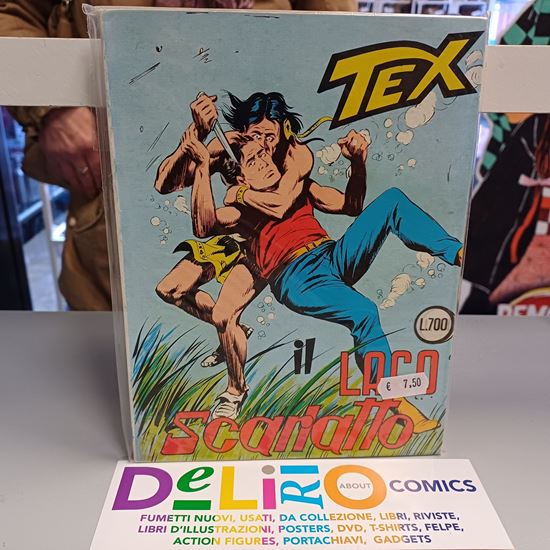 TEX
L.700
il LAGO
€ 7,50
Scarlatto
DeLiRiO ABOUT COMICS
FUMETTI NUOVI, USATI, DA COLLEZIONE, LIBRI, RIVISTE,
LIBRI D'ILLUSTRAZIONI, POSTERS, DVD, T-SHIRTS, FELPE,
ACTION FIGURES, PORTACHIAVI, GADGETS